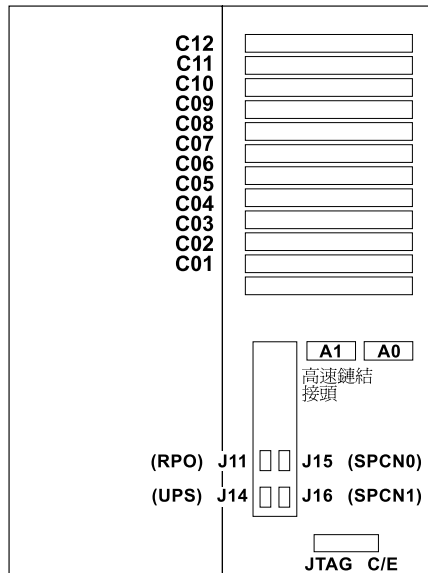 C12
C11
C10
C09
C08
C07
C06
C05
C04
C03
C02
C01
A1 A0
高速鏈結
接頭
(RPO) J11 J15 (SPCN0)
(UPS) J14 J16 (SPCN1)
JTAG C/E